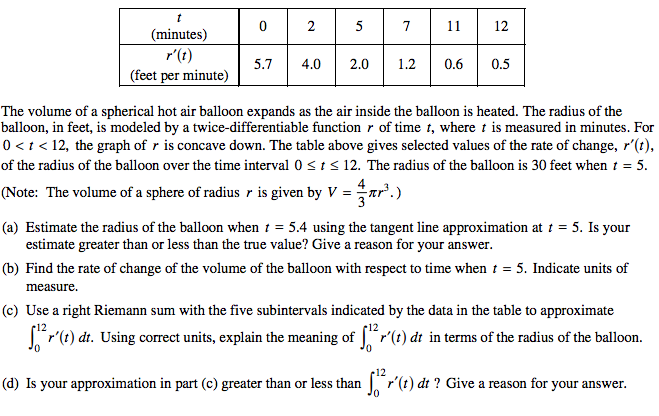 t (minutes) 0 2 5 7 11 12
r′(t) (feet per minute) 5.7 4.0 2.0 1.2 0.6 0.5
The volume of a spherical hot air balloon expands as the air inside the balloon is heated. The radius of the
balloon, in feet, is modeled by a twice-differentiable function r of time t, where t is measured in minutes. For
0 < t < 12, the graph of r is concave down. The table above gives selected values of the rate of change, r′(t),
of the radius of the balloon over the time interval 0 ≤ t ≤ 12. The radius of the balloon is 30 feet when t = 5.
(Note: The volume of a sphere of radius r is given by V = 4/3 πr³.)
(a) Estimate the radius of the balloon when t = 5.4 using the tangent line approximation at t = 5. Is your
estimate greater than or less than the true value? Give a reason for your answer.
(b) Find the rate of change of the volume of the balloon with respect to time when t = 5. Indicate units of
measure.
(c) Use a right Riemann sum with the five subintervals indicated by the data in the table to approximate
∫₀¹² r′(t) dt. Using correct units, explain the meaning of ∫₀¹² r′(t) dt in terms of the radius of the balloon.
(d) Is your approximation in part (c) greater than or less than ∫₀¹² r′(t) dt ? Give a reason for your answer.